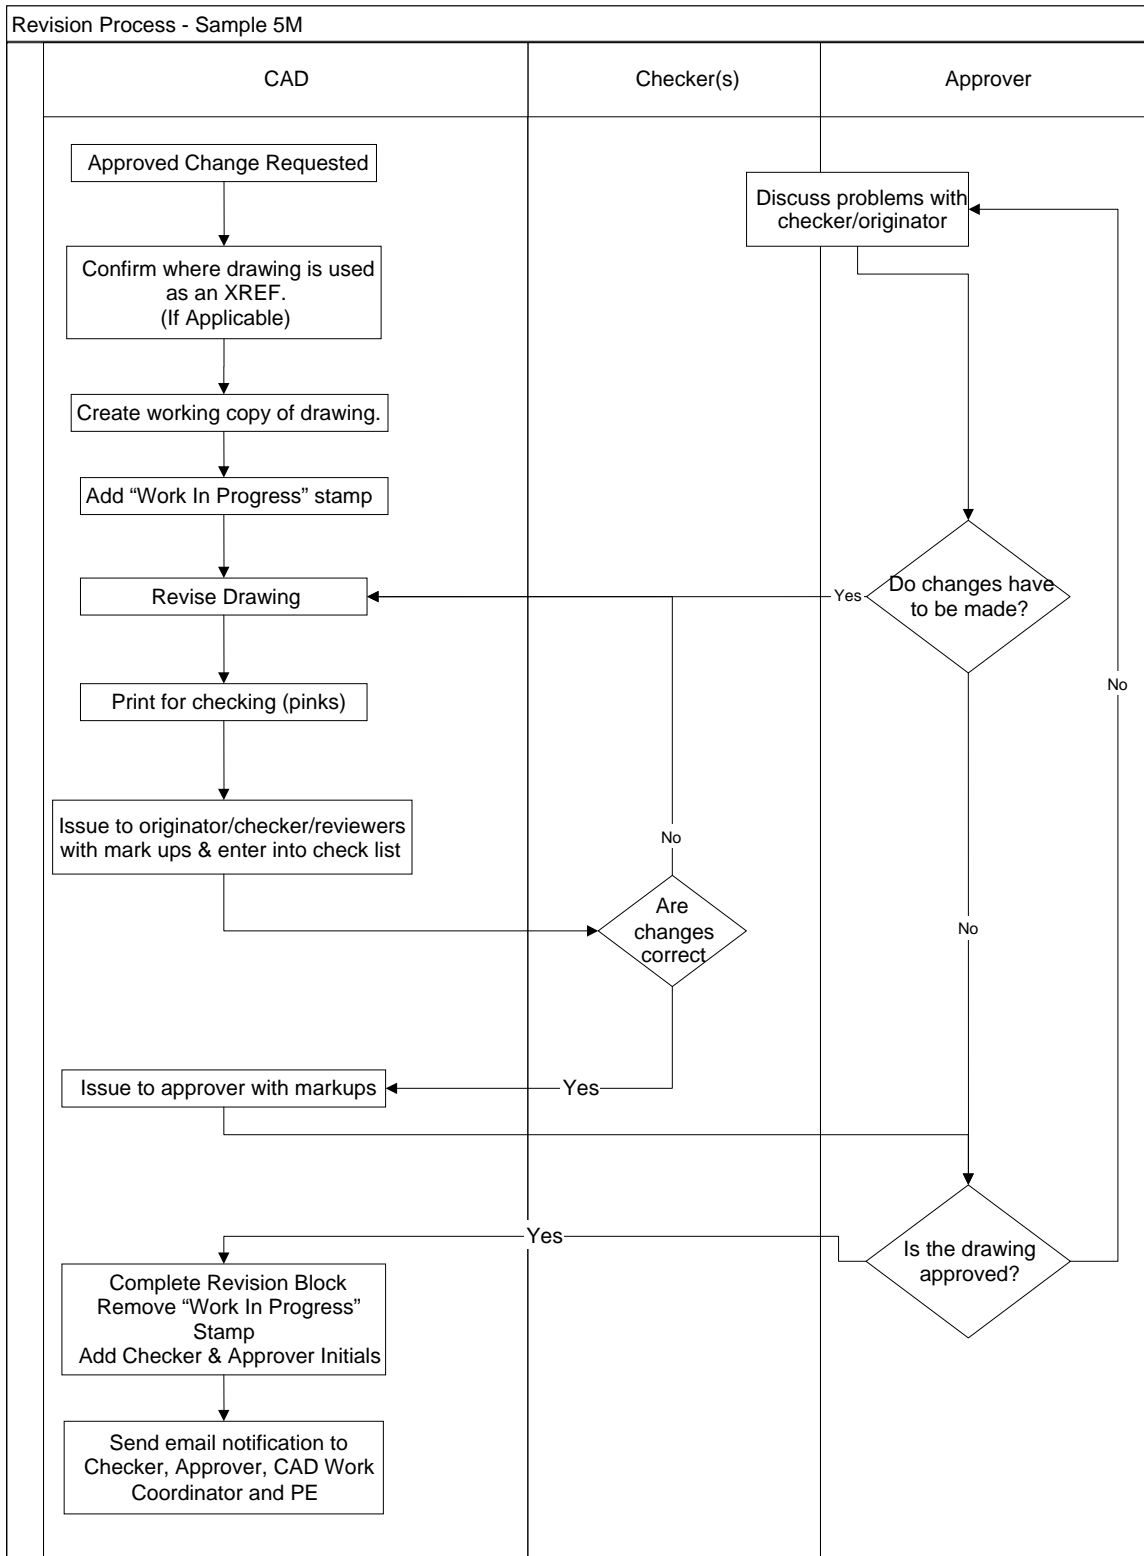 Revision Process - Sample 5M
CAD
Checker(s)
Approver
Approved Change Requested
Discuss problems with
checker/originator
Confirm where drawing is used
as an XREF.
(If Applicable)
Create working copy of drawing.
Add “Work In Progress” stamp
Revise Drawing
Yes
Do changes have
to be made?
No
Print for checking (pinks)
Issue to originator/checker/reviewers
with mark ups & enter into check list
No
Are
changes
correct
No
Issue to approver with markups
Yes
Yes
Is the drawing
approved?
Complete Revision Block
Remove “Work In Progress”
Stamp
Add Checker & Approver Initials
Send email notification to
Checker, Approver, CAD Work
Coordinator and PE